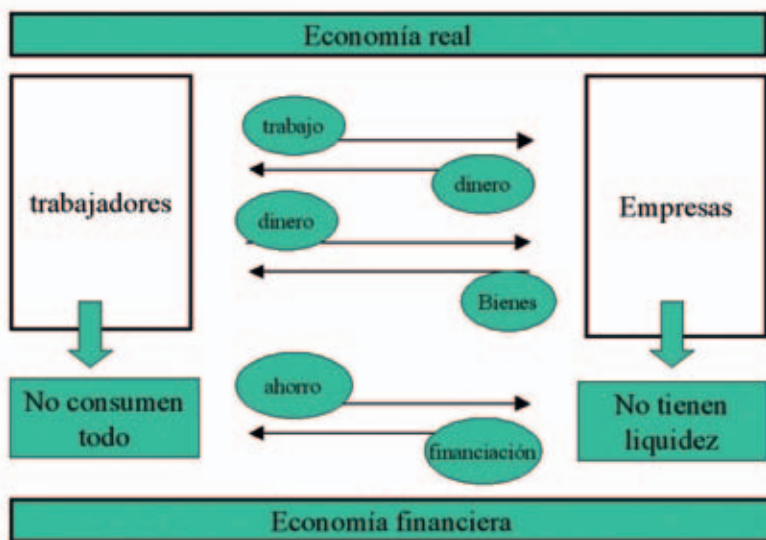 Economía real
trabajadores
trabajo
dinero
dinero
Bienes
Empresas
No consumen
todo
ahorro
financiación
No tienen
liquidez
Economía financiera